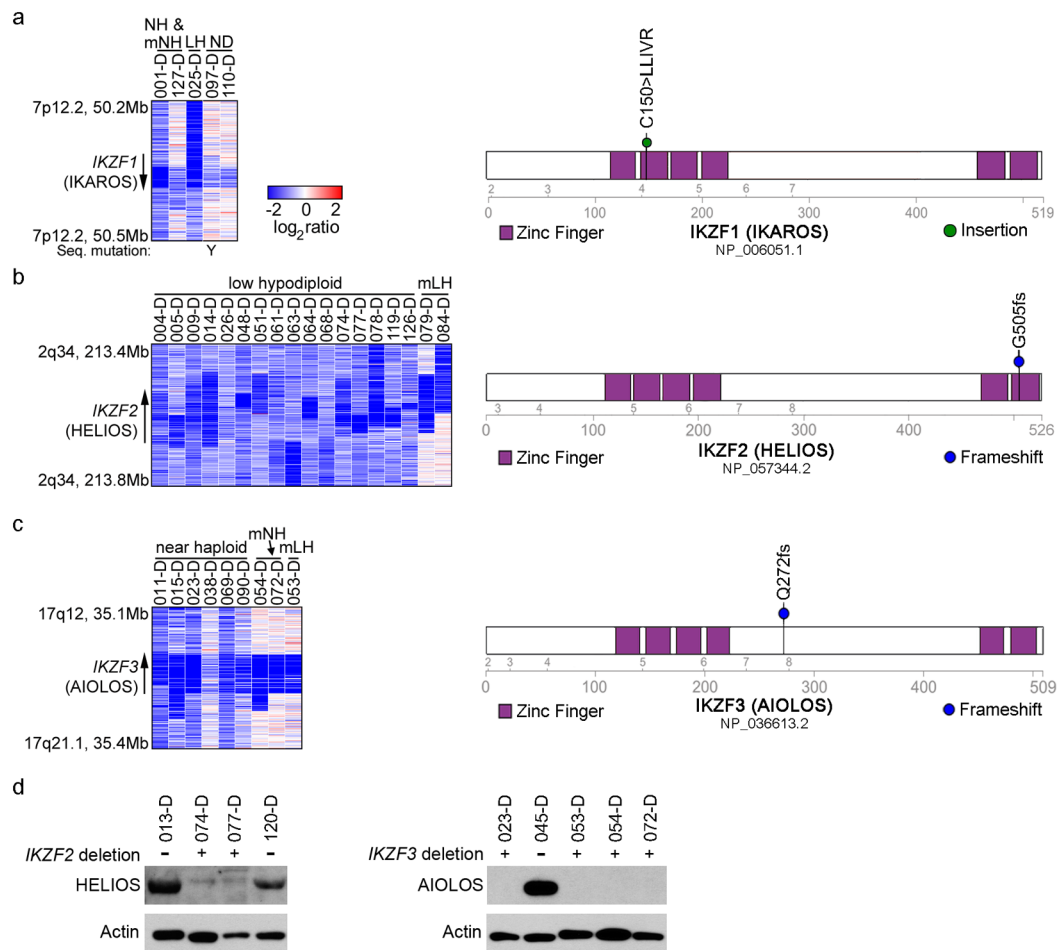 a
NH &
mNH LH ND
001-D 127-D 025-D 097-D 110-D
7p12.2, 50.2Mb
IKZF1
(IKAROS)
7p12.2, 50.5Mb
Seq. mutation: Y
-2 0 2
log2ratio
C150>LLIVR
2 3 4 5 6 7
0 100 200 300 400 519
Zinc Finger
IKZF1 (IKAROS)
NP_006051.1
Insertion
b
low hypodiploid mLH
004-D 005-D 009-D 014-D 026-D 048-D 051-D 061-D 063-D 064-D 068-D 074-D 077-D 078-D 119-D 126-D 079-D 084-D
2q34, 213.4Mb
IKZF2
(HELIOS)
2q34, 213.8Mb
G505fs
3 4 5 6 7 8
0 100 200 300 400 526
Zinc Finger
IKZF2 (HELIOS)
NP_057344.2
Frameshift
c
mNH
near haploid mLH
011-D 015-D 023-D 038-D 069-D 090-D 054-D 072-D 053-D
17q12, 35.1Mb
IKZF3
(AIOLOS)
17q21.1, 35.4Mb
Q272fs
2 3 4 5 6 7 8
0 100 200 300 400 509
Zinc Finger
IKZF3 (AIOLOS)
NP_036613.2
Frameshift
d
013-D 074-D 077-D 120-D
IKZF2 deletion - + + -
HELIOS
Actin
023-D 045-D 053-D 054-D 072-D
IKZF3 deletion + - + + +
AIOLOS
Actin